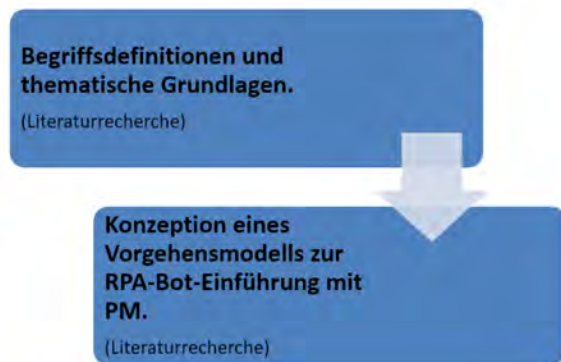 Begriffsdefinitionen und
thematische Grundlagen.
(Literaturrecherche)
Konzeption eines
Vorgehensmodells zur
RPA-Bot-Einführung mit
PM.
(Literaturrecherche)